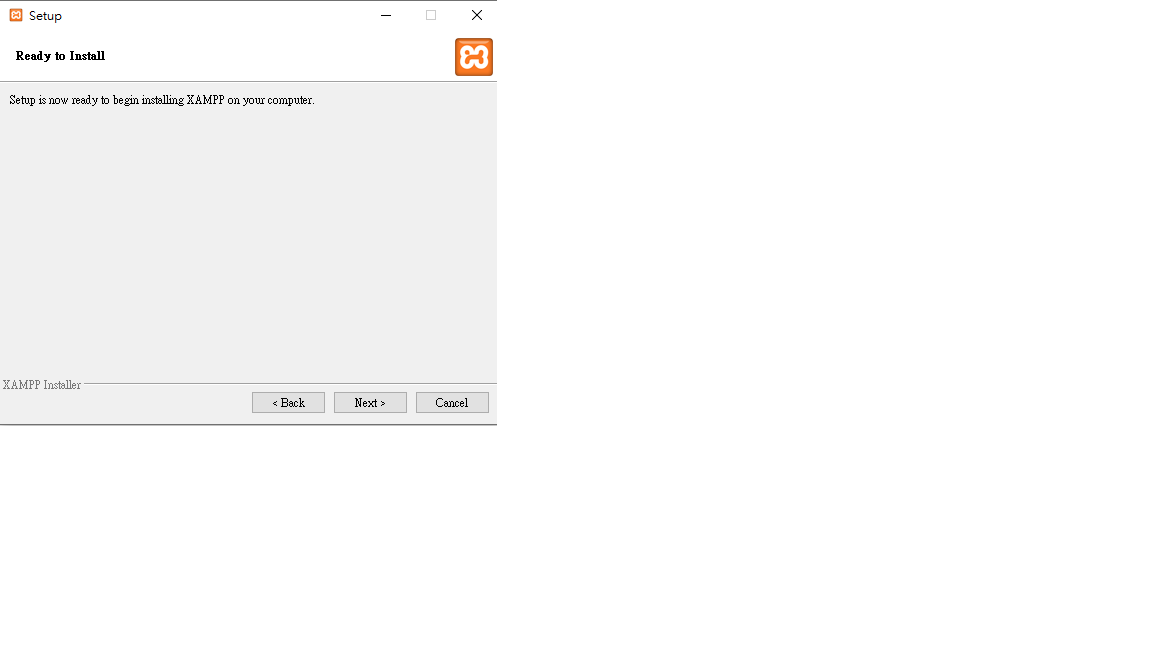 Setup
Ready to Install
Setup is now ready to begin installing XAMPP on your computer.
XAMPP Installer
< Back
Next >
Cancel